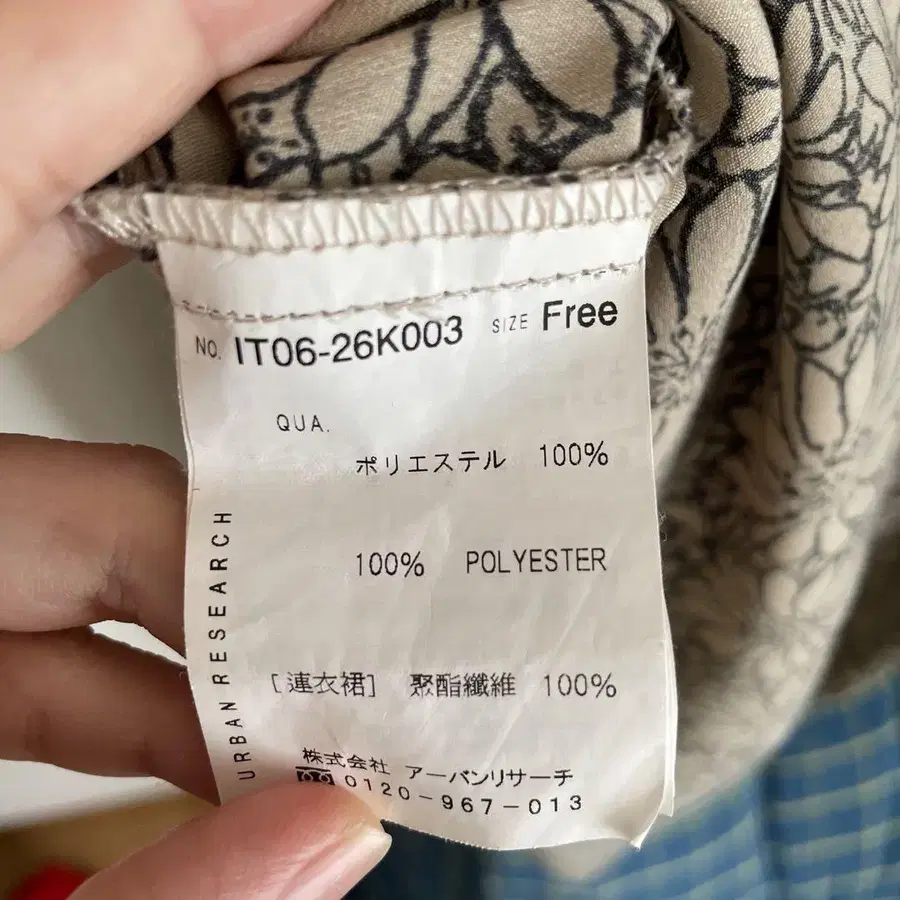 NO. IT06-26K003 SIZE Free
QUA.
ポリエステル 100%
100% POLYESTER
[連衣裙] 聚酯纖維 100%
株式会社 アーバンリサーチ
0120-967-013
URBAN RESEARCH